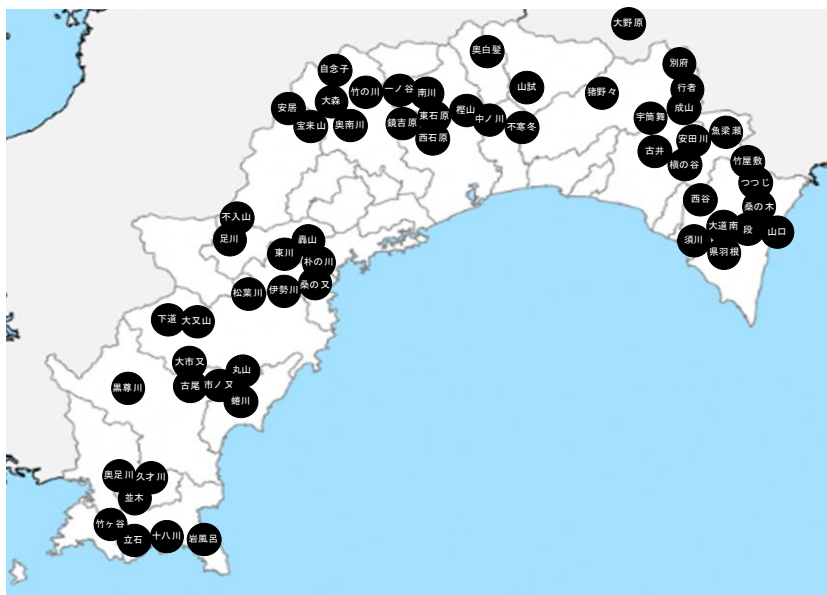 大野原
奥白髪
別府
自念子
行者
山試
竹の川
一ノ谷
南川
猪野々
大森
安居
成山
樫山
東石原
宇筒舞
中ノ川
鏡吉原
宝来山
奥南川
不寒冬
魚梁瀬
西石原
安田川
古井
竹屋敷
槇の谷
つつじ
西谷
桑の木
不入山
大道南
段
山口
足川
轟山
須川
県羽根
東川
朴の川
桑の又
松葉川
伊勢川
下道
大又山
大市又
丸山
黒尊川
古尾
市ノ又
蜷川
奥足川
久才川
並木
竹ヶ谷
立石
十八川
岩風呂